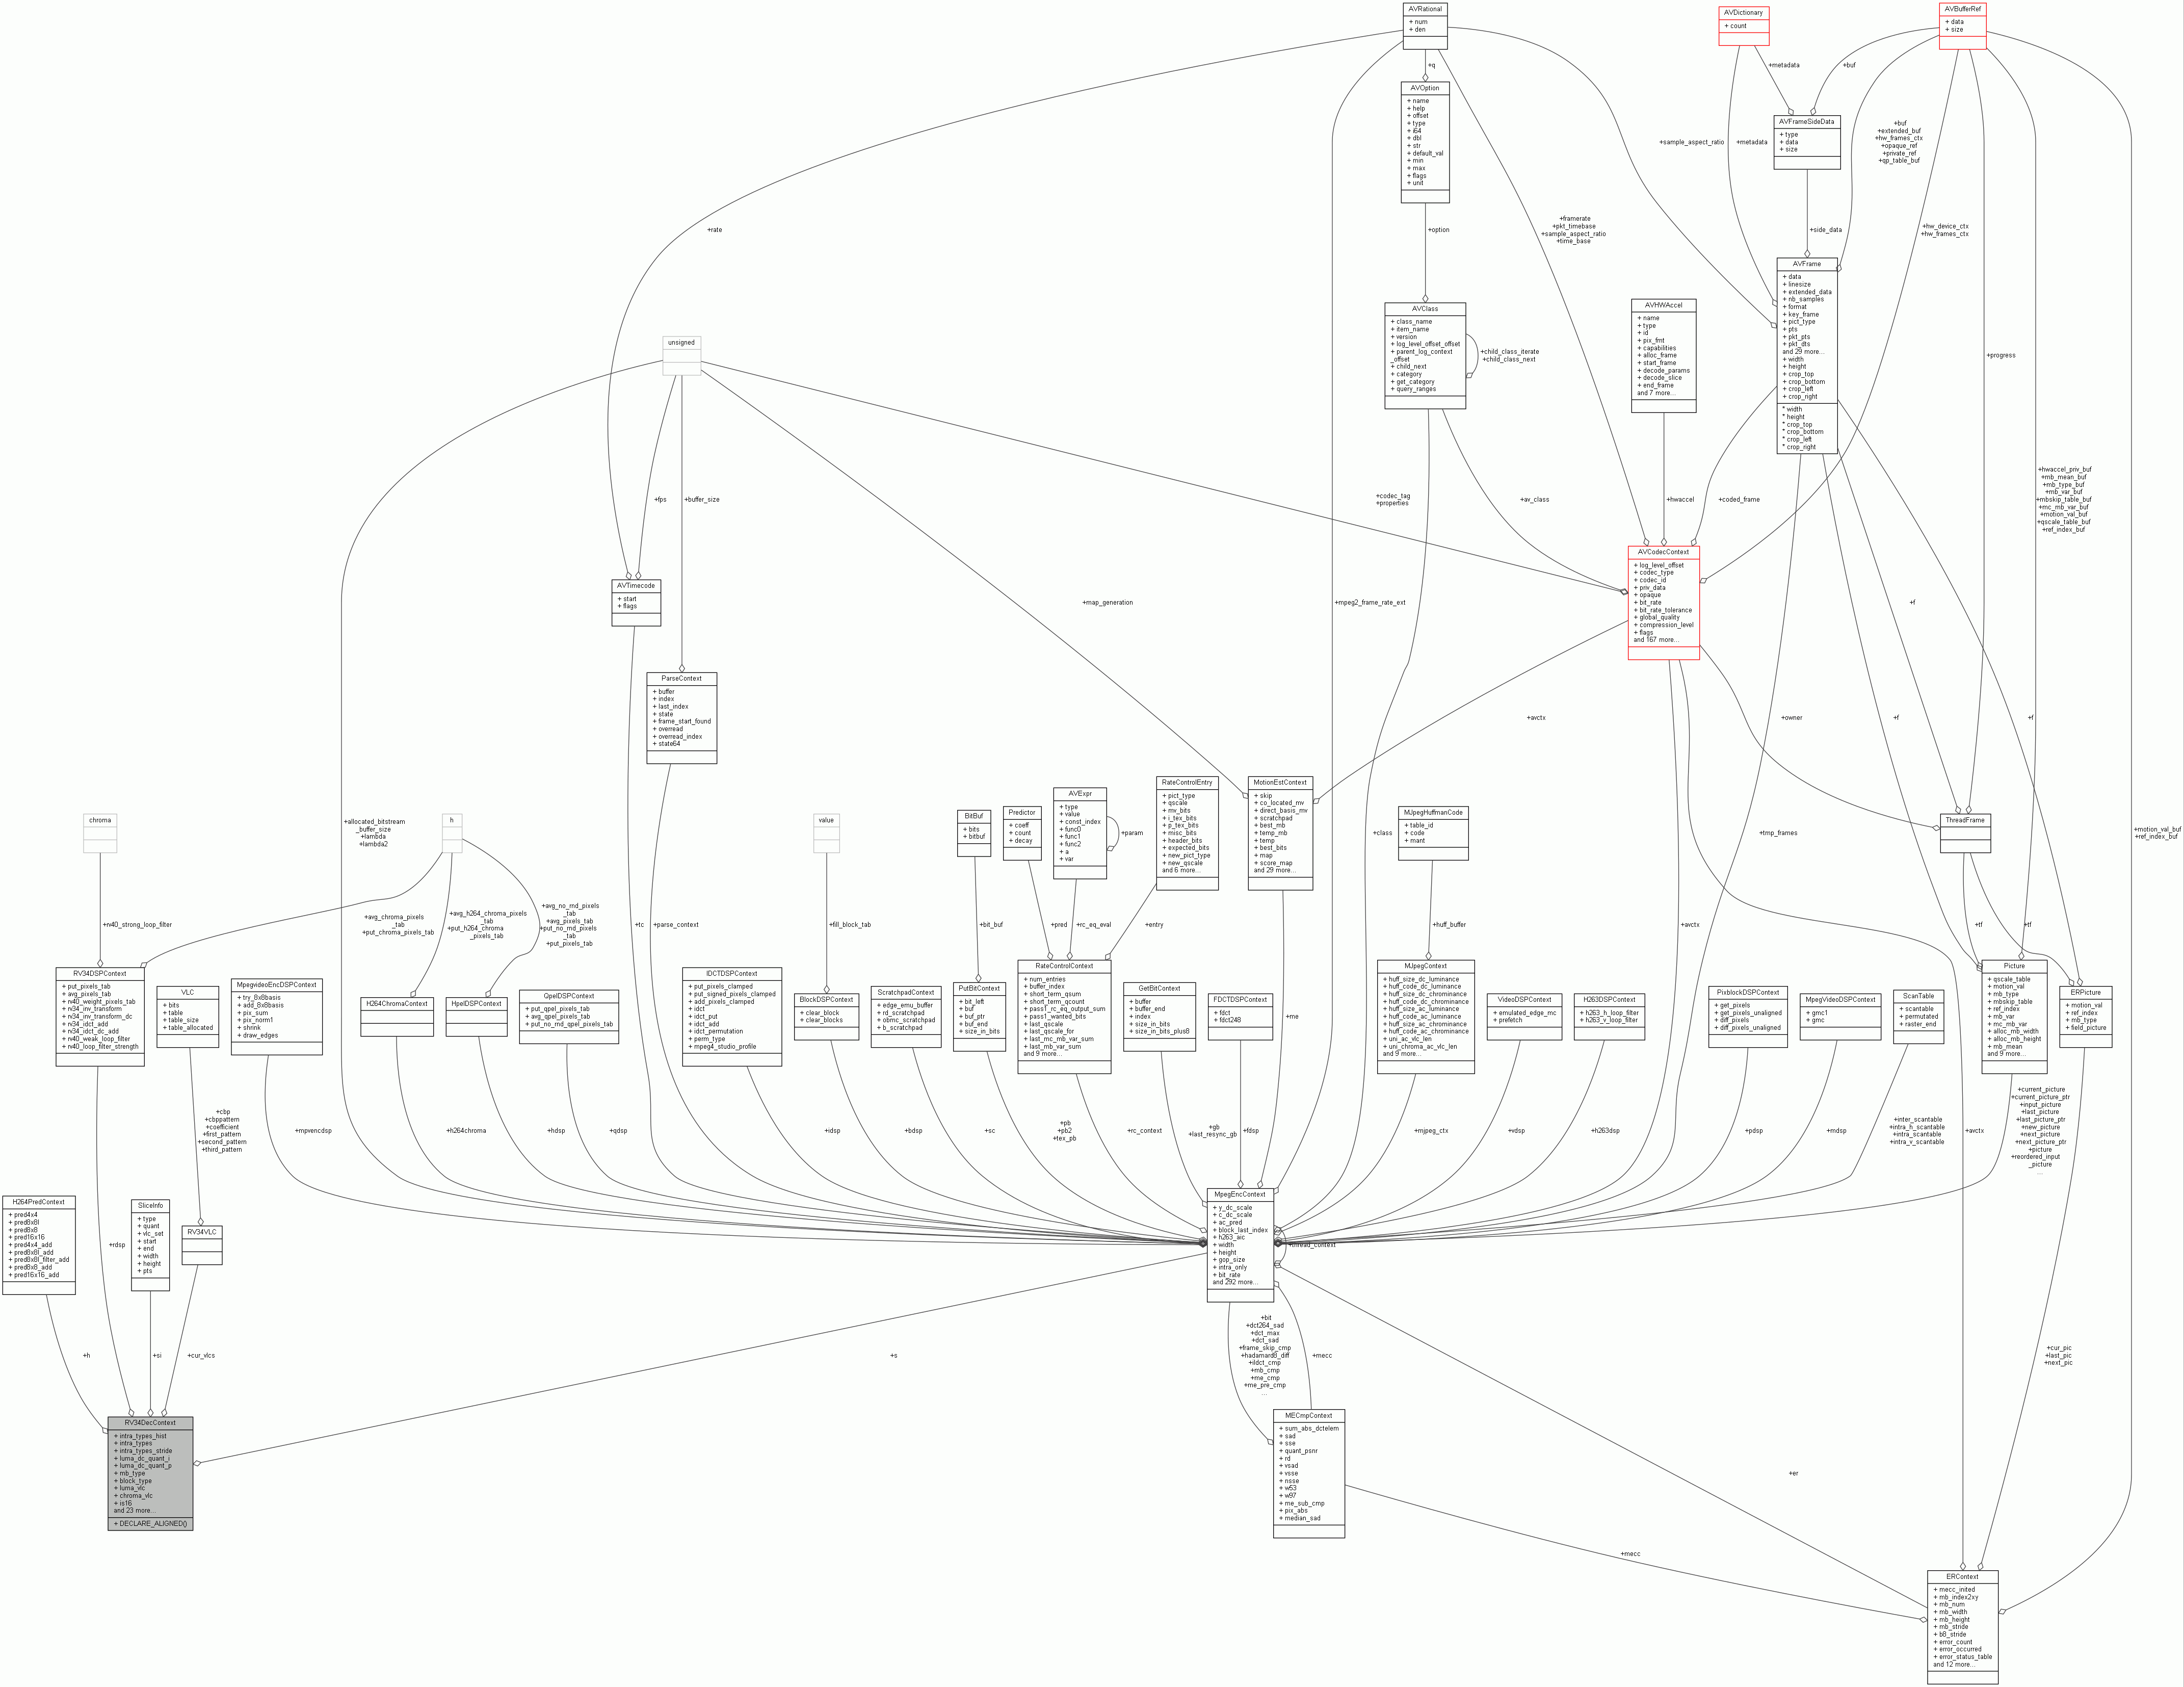 AVRational
+ num
+ den
AVDictionary
+ count
AVBufferRef
+ data
+ size
+metadata
+buf
+q
AVOption
+ name
+ help
+ offset
+ type
+ i64
+ dbl
+ str
+ default_val
+ min
+ max
+ flags
+ unit
AVFrameSideData
+ type
+ data
+ size
+sample_aspect_ratio
+metadata
+buf
+extended_buf
+hw_frames_ctx
+opaque_ref
+private_ref
+qp_table_buf
+rate
+option
+framerate
+pkt_timebase
+sample_aspect_ratio
+time_base
+side_data
+hw_device_ctx
+hw_frames_ctx
AVFrame
+ data
+ linesize
+ extended_data
+ nb_samples
+ format
+ key_frame
+ pict_type
+ pts
+ pkt_pts
+ pkt_dts
and 29 more...
+ width
+ height
+ crop_top
+ crop_bottom
+ crop_left
+ crop_right
* width
* height
* crop_top
* crop_bottom
* crop_left
* crop_right
AVClass
+ class_name
+ item_name
+ version
+ log_level_offset_offset
+ parent_log_context
_offset
+ child_next
+ category
+ get_category
+ query_ranges
+child_class_iterate
+child_class_next
AVHWAccel
+ name
+ type
+ id
+ pix_fmt
+ capabilities
+ alloc_frame
+ start_frame
+ decode_params
+ decode_slice
+ end_frame
and 7 more...
unsigned
+progress
+fps
+buffer_size
+codec_tag
+properties
+av_class
+hwaccel
+coded_frame
+hwaccel_priv_buf
+mb_mean_buf
+mb_type_buf
+mb_var_buf
+mbskip_table_buf
+mc_mb_var_buf
+motion_val_buf
+qscale_table_buf
+ref_index_buf
AVCodecContext
+ log_level_offset
+ codec_type
+ codec_id
+ priv_data
+ opaque
+ bit_rate
+ bit_rate_tolerance
+ global_quality
+ compression_level
+ flags
and 167 more...
AVTimecode
+ start
+ flags
+map_generation
+mpeg2_frame_rate_ext
+f
ParseContext
+ buffer
+ index
+ last_index
+ state
+ frame_start_found
+ overread
+ overread_index
+ state64
+avctx
+owner
+f
+f
chroma
+allocated_bitstream
_buffer_size
+lambda
+lambda2
h
value
BitBuf
+ bits
+ bitbuf
Predictor
+ coeff
+ count
+ decay
AVExpr
+ type
+ value
+ const_index
+ func0
+ func1
+ func2
+ a
+ var
+param
RateControlEntry
+ pict_type
+ qscale
+ mv_bits
+ i_tex_bits
+ p_tex_bits
+ misc_bits
+ header_bits
+ expected_bits
+ new_pict_type
+ new_qscale
and 6 more...
MotionEstContext
+ skip
+ co_located_mv
+ direct_basis_mv
+ scratchpad
+ best_mb
+ temp_mb
+ temp
+ best_bits
+ map
+ score_map
and 29 more...
+class
MJpegHuffmanCode
+ table_id
+ code
+ mant
+tmp_frames
ThreadFrame
+motion_val_buf
+ref_index_buf
+rv40_strong_loop_filter
+avg_chroma_pixels
_tab
+put_chroma_pixels_tab
+avg_h264_chroma_pixels
_tab
+put_h264_chroma
_pixels_tab
+avg_no_rnd_pixels
_tab
+avg_pixels_tab
+put_no_rnd_pixels
_tab
+put_pixels_tab
+tc
+parse_context
+fill_block_tab
+bit_buf
+pred
+rc_eq_eval
+entry
+huff_buffer
+avctx
+tf
+tf
RV34DSPContext
+ put_pixels_tab
+ avg_pixels_tab
+ rv40_weight_pixels_tab
+ rv34_inv_transform
+ rv34_inv_transform_dc
+ rv34_idct_add
+ rv34_idct_dc_add
+ rv40_weak_loop_filter
+ rv40_loop_filter_strength
VLC
+ bits
+ table
+ table_size
+ table_allocated
MpegvideoEncDSPContext
+ try_8x8basis
+ add_8x8basis
+ pix_sum
+ pix_norm1
+ shrink
+ draw_edges
H264ChromaContext
HpelDSPContext
QpelDSPContext
+ put_qpel_pixels_tab
+ avg_qpel_pixels_tab
+ put_no_rnd_qpel_pixels_tab
IDCTDSPContext
+ put_pixels_clamped
+ put_signed_pixels_clamped
+ add_pixels_clamped
+ idct
+ idct_put
+ idct_add
+ idct_permutation
+ perm_type
+ mpeg4_studio_profile
BlockDSPContext
+ clear_block
+ clear_blocks
ScratchpadContext
+ edge_emu_buffer
+ rd_scratchpad
+ obmc_scratchpad
+ b_scratchpad
PutBitContext
+ bit_left
+ buf
+ buf_ptr
+ buf_end
+ size_in_bits
RateControlContext
+ num_entries
+ buffer_index
+ short_term_qsum
+ short_term_qcount
+ pass1_rc_eq_output_sum
+ pass1_wanted_bits
+ last_qscale
+ last_qscale_for
+ last_mc_mb_var_sum
+ last_mb_var_sum
and 9 more...
GetBitContext
+ buffer
+ buffer_end
+ index
+ size_in_bits
+ size_in_bits_plus8
FDCTDSPContext
+ fdct
+ fdct248
+me
MJpegContext
+ huff_size_dc_luminance
+ huff_code_dc_luminance
+ huff_size_dc_chrominance
+ huff_code_dc_chrominance
+ huff_size_ac_luminance
+ huff_code_ac_luminance
+ huff_size_ac_chrominance
+ huff_code_ac_chrominance
+ uni_ac_vlc_len
+ uni_chroma_ac_vlc_len
and 9 more...
VideoDSPContext
+ emulated_edge_mc
+ prefetch
H263DSPContext
+ h263_h_loop_filter
+ h263_v_loop_filter
PixblockDSPContext
+ get_pixels
+ get_pixels_unaligned
+ diff_pixels
+ diff_pixels_unaligned
MpegVideoDSPContext
+ gmc1
+ gmc
ScanTable
+ scantable
+ permutated
+ raster_end
Picture
+ qscale_table
+ motion_val
+ mb_type
+ mbskip_table
+ ref_index
+ mb_var
+ mc_mb_var
+ alloc_mb_width
+ alloc_mb_height
+ mb_mean
and 9 more...
ERPicture
+ motion_val
+ ref_index
+ mb_type
+ field_picture
+cbp
+cbppattern
+coefficient
+first_pattern
+second_pattern
+third_pattern
+mpvencdsp
+h264chroma
+hdsp
+qdsp
+idsp
+bdsp
+sc
+pb
+pb2
+tex_pb
+rc_context
+gb
+last_resync_gb
+fdsp
+mjpeg_ctx
+vdsp
+h263dsp
+pdsp
+mdsp
+inter_scantable
+intra_h_scantable
+intra_scantable
+intra_v_scantable
+current_picture
+current_picture_ptr
+input_picture
+last_picture
+last_picture_ptr
+new_picture
+next_picture
+next_picture_ptr
+picture
+reordered_input
_picture
...
+avctx
+rdsp
H264PredContext
+ pred4x4
+ pred8x8l
+ pred8x8
+ pred16x16
+ pred4x4_add
+ pred8x8l_add
+ pred8x8l_filter_add
+ pred8x8_add
+ pred16x16_add
SliceInfo
+ type
+ quant
+ vlc_set
+ start
+ end
+ width
+ height
+ pts
RV34VLC
MpegEncContext
+ y_dc_scale
+ c_dc_scale
+ ac_pred
+ block_last_index
+ h263_aic
+ width
+ height
+ gop_size
+ intra_only
+ bit_rate
and 292 more...
+thread_context
+h
+si
+cur_vlcs
+s
+bit
+dct264_sad
+dct_max
+dct_sad
+frame_skip_cmp
+hadamard8_diff
+ildct_cmp
+mb_cmp
+me_cmp
+me_pre_cmp
...
+mecc
+cur_pic
+last_pic
+next_pic
RV34DecContext
+ intra_types_hist
+ intra_types
+ intra_types_stride
+ luma_dc_quant_i
+ luma_dc_quant_p
+ mb_type
+ block_type
+ luma_vlc
+ chroma_vlc
+ is16
and 23 more...
+ DECLARE_ALIGNED()
MECmpContext
+ sum_abs_dctelem
+ sad
+ sse
+ quant_psnr
+ rd
+ vsad
+ vsse
+ nsse
+ w53
+ w97
+ me_sub_cmp
+ pix_abs
+ median_sad
+er
+mecc
ERContext
+ mecc_inited
+ mb_index2xy
+ mb_num
+ mb_width
+ mb_height
+ mb_stride
+ b8_stride
+ error_count
+ error_occurred
+ error_status_table
and 12 more...